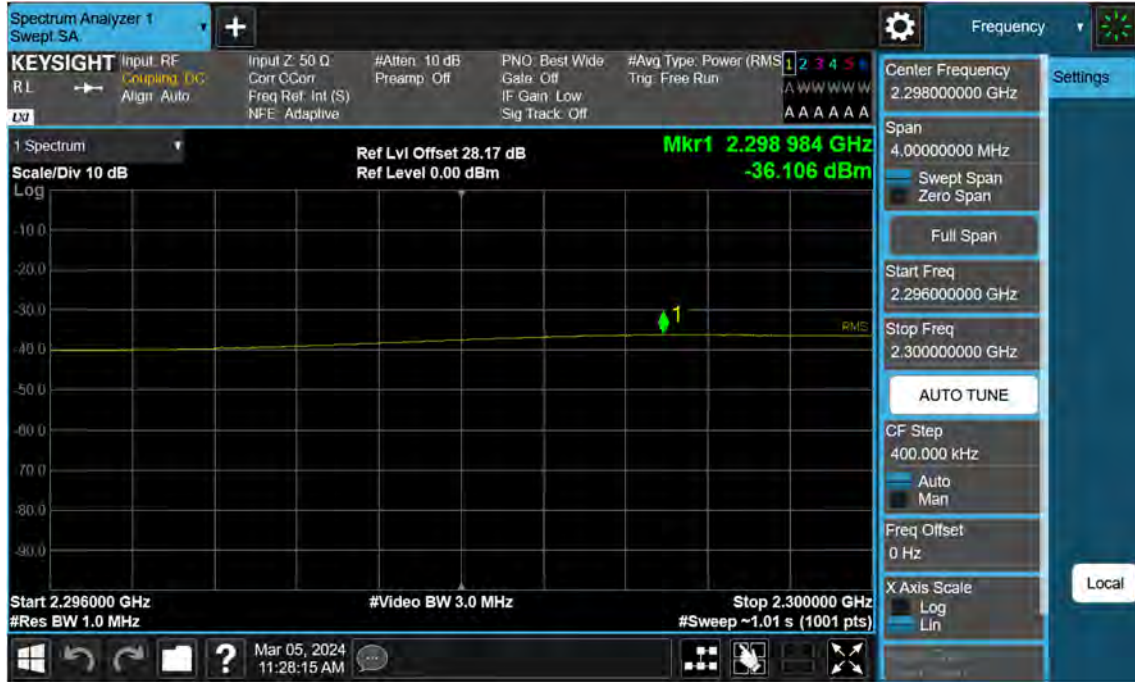 Spectrum Analyzer 1
Swept SA
+
Frequency
KEYSIGHT
RL
LXI
Input: RF
Coupling: DC
Align: Auto
Input Z: 50 Ω
Corr CCorr
Freq Ref: Int (S)
NFE: Adaptive
#Atten: 10 dB
Preamp: Off
PNO: Best Wide
Gate: Off
IF Gain: Low
Sig Track: Off
#Avg Type: Power (RMS
Trig: Free Run
1 2 3 4 5 6
A W W W W W
A A A A A A
1 Spectrum
Scale/Div 10 dB
Ref Lvl Offset 28.17 dB
Ref Level 0.00 dBm
Mkr1 2.298 984 GHz
-36.106 dBm
Log
-10.0
-20.0
-30.0
-40.0
-50.0
-60.0
-70.0
-80.0
-90.0
1
RMS
Start 2.296000 GHz
#Res BW 1.0 MHz
#Video BW 3.0 MHz
Stop 2.300000 GHz
#Sweep ~1.01 s (1001 pts)
?
Mar 05, 2024
11:28:15 AM
Center Frequency
2.298000000 GHz
Span
4.00000000 MHz
Swept Span
Zero Span
Full Span
Start Freq
2.296000000 GHz
Stop Freq
2.300000000 GHz
AUTO TUNE
CF Step
400.000 kHz
Auto
Man
Freq Offset
0 Hz
X Axis Scale
Log
Lin
Settings
Local